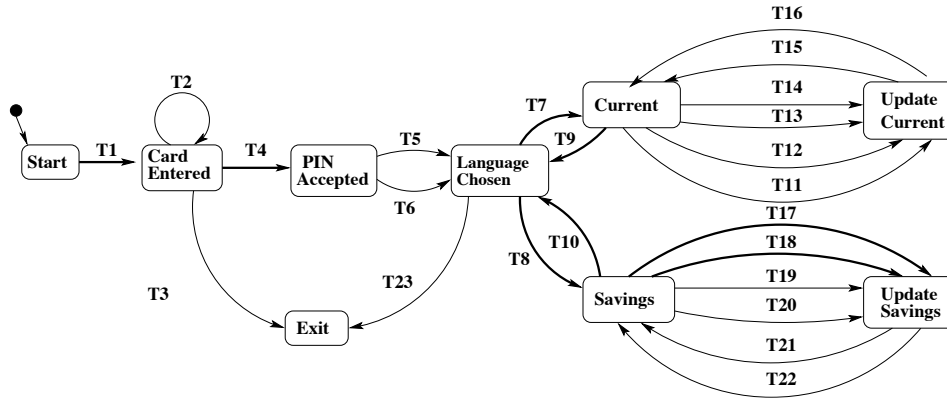 T16
T15
T2
T14
T7
Current
Update
Current
T13
T1
T4
T5
T9
Start
Card
Entered
PIN
Accepted
Language
Chosen
T12
T6
T11
T17
T8
T10
T18
T3
T23
T19
Savings
Update
Savings
T20
Exit
T21
T22